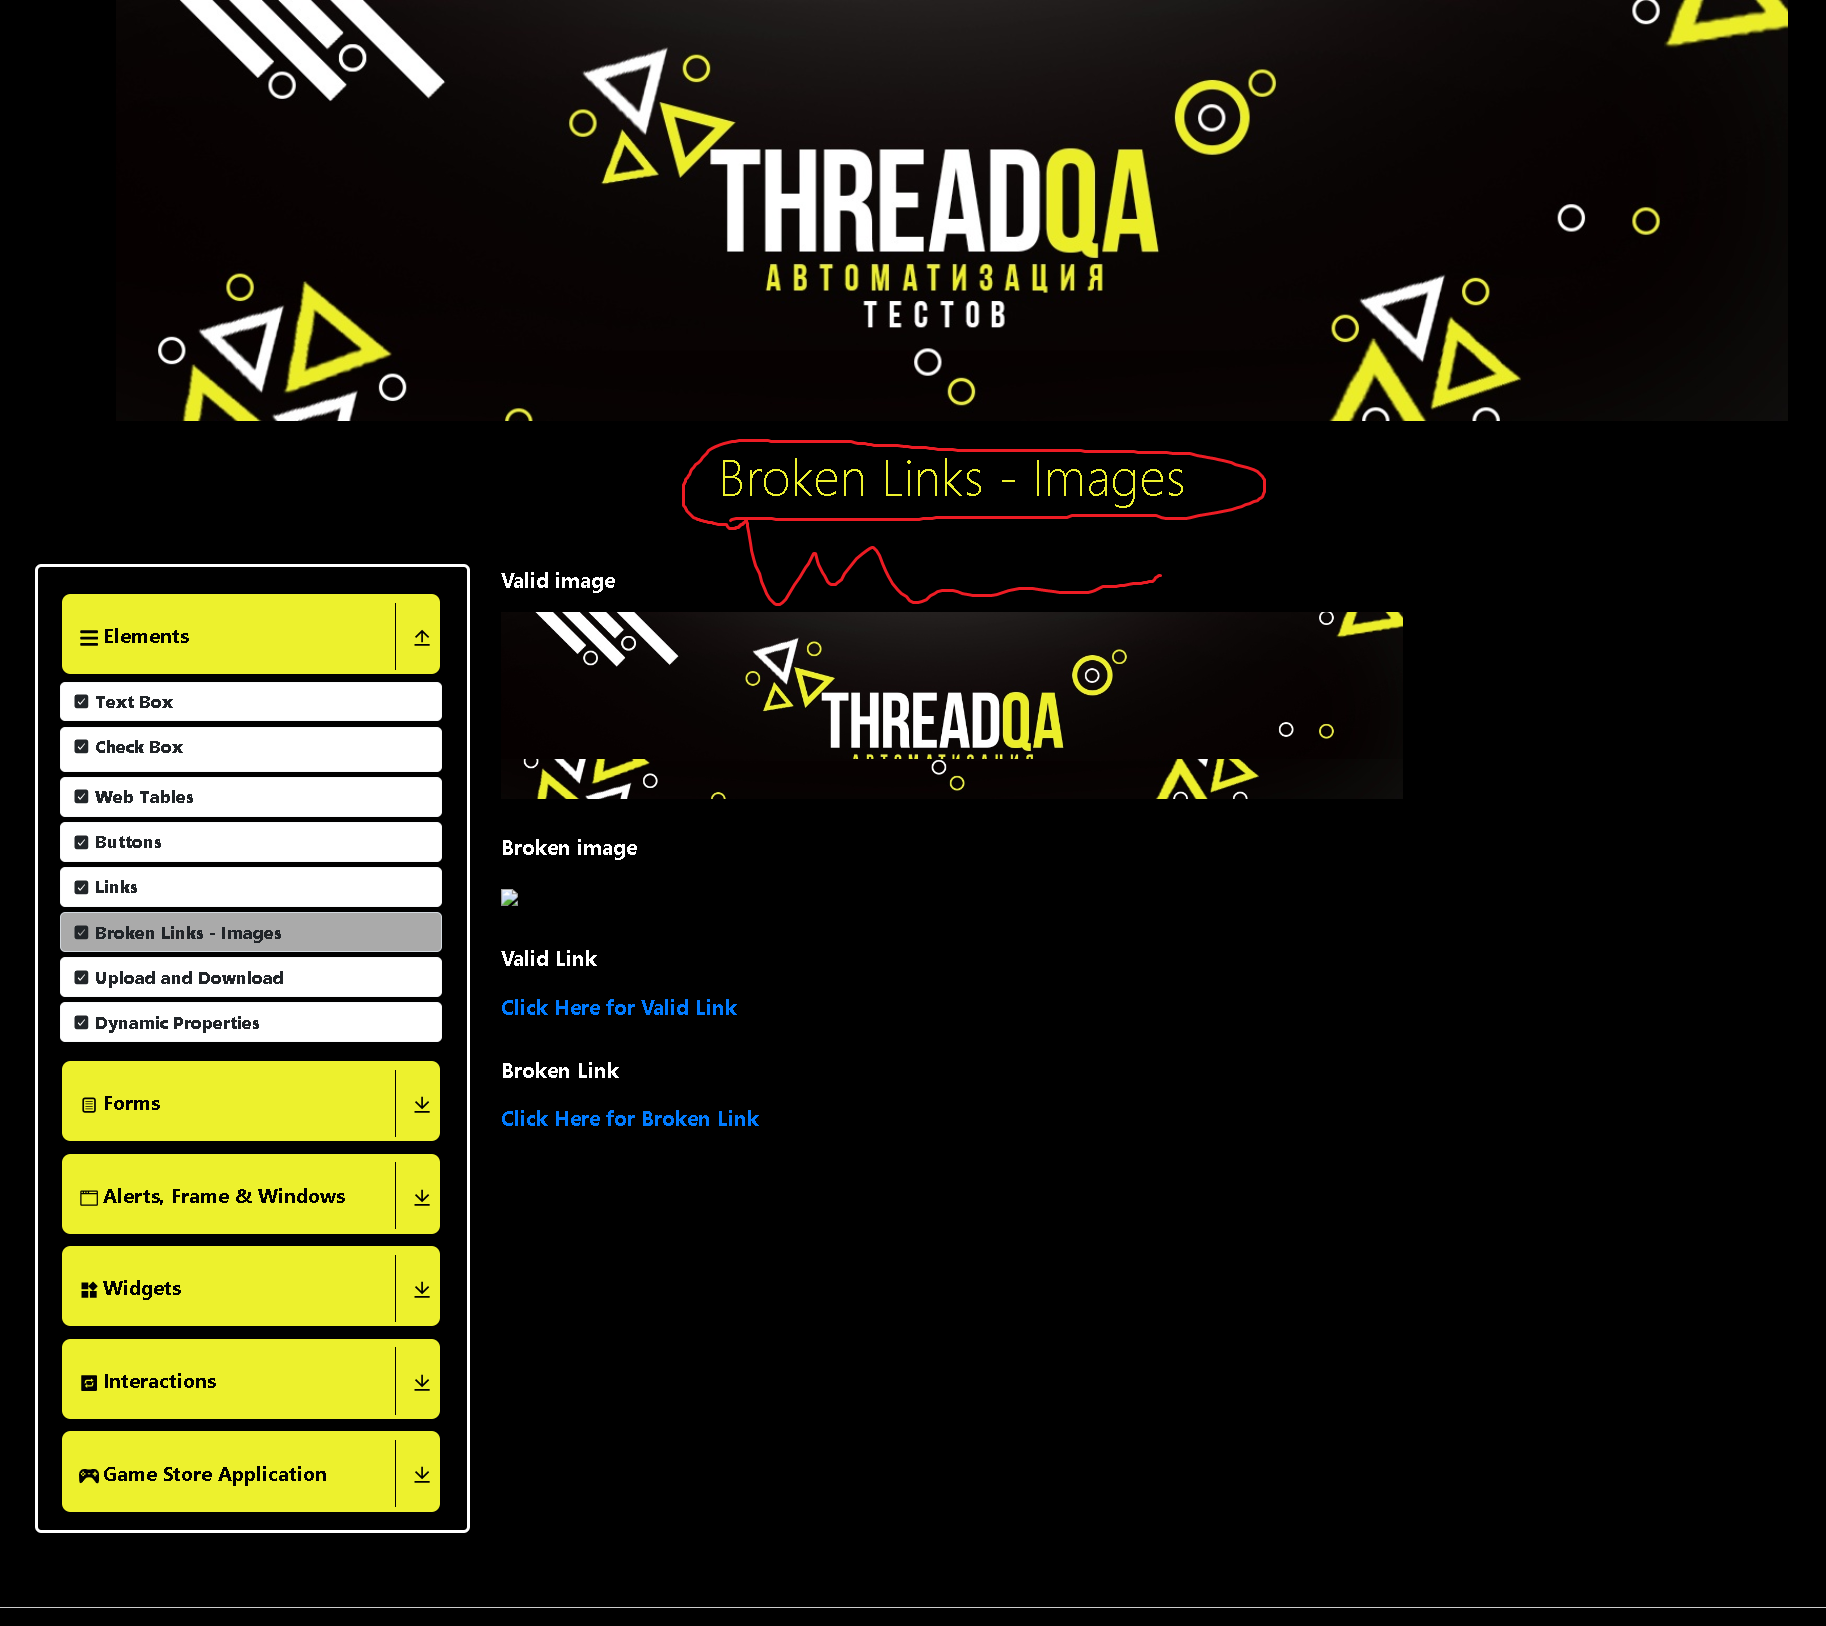 THREADQA
АВТОМАТИЗАЦИЯ
ТЕСТОВ
Broken Links - Images
Elements
Text Box
Check Box
Web Tables
Buttons
Links
Broken Links - Images
Upload and Download
Dynamic Properties
Forms
Alerts, Frame & Windows
Widgets
Interactions
Game Store Application
Valid image
THREADQA
АВТОМАТИЗАЦИЯ
Broken image
Valid Link
Click Here for Valid Link
Broken Link
Click Here for Broken Link